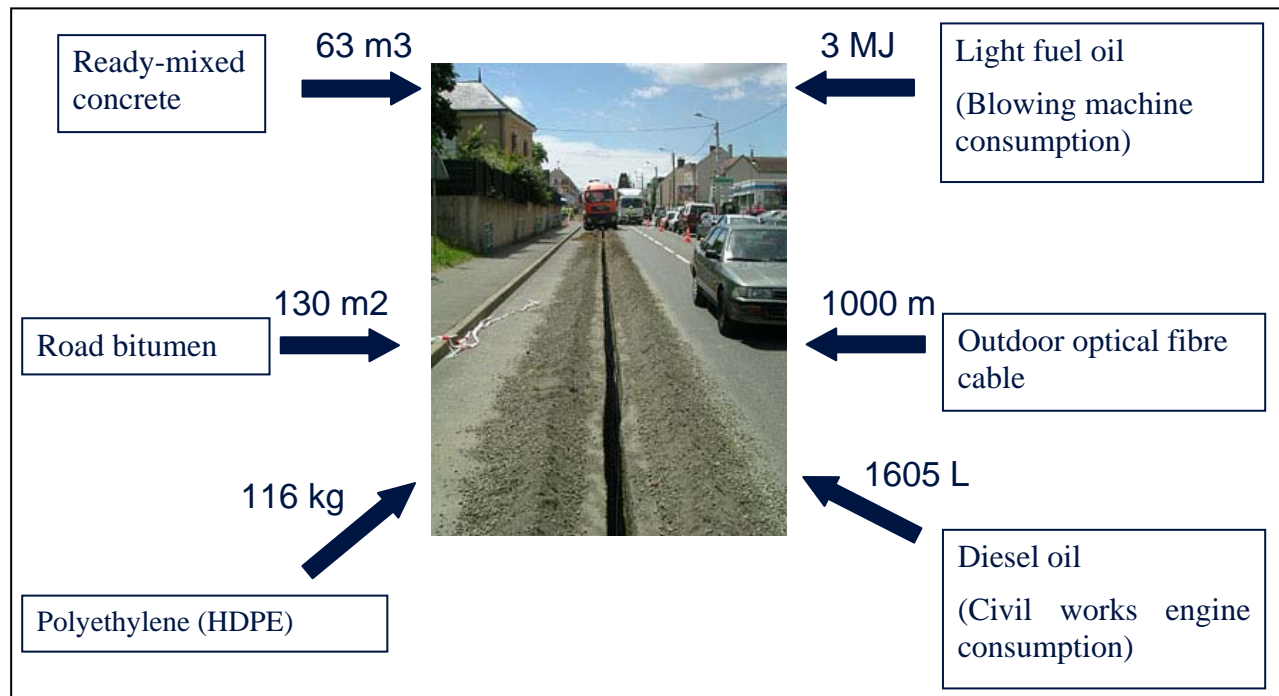 Ready-mixed
concrete
63 m3
3 MJ
Light fuel oil
(Blowing machine
consumption)
Road bitumen
130 m2
1000 m
Outdoor optical fibre
cable
Polyethylene (HDPE)
116 kg
1605 L
Diesel oil
(Civil works engine
consumption)